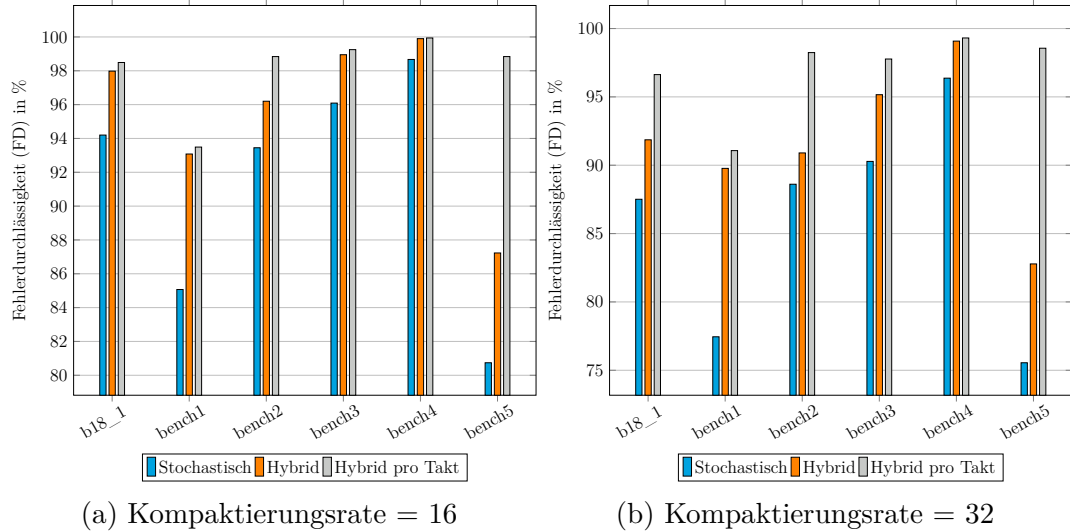 Fehlerdurchlässigkeit (FD) in %
100
98
96
94
92
90
88
86
84
82
80
b18_1
bench1
bench2
bench3
bench4
bench5
Stochastisch Hybrid Hybrid pro Takt
(a) Kompaktierungsrate = 16
Fehlerdurchlässigkeit (FD) in %
100
95
90
85
80
75
b18_1
bench1
bench2
bench3
bench4
bench5
Stochastisch Hybrid Hybrid pro Takt
(b) Kompaktierungsrate = 32